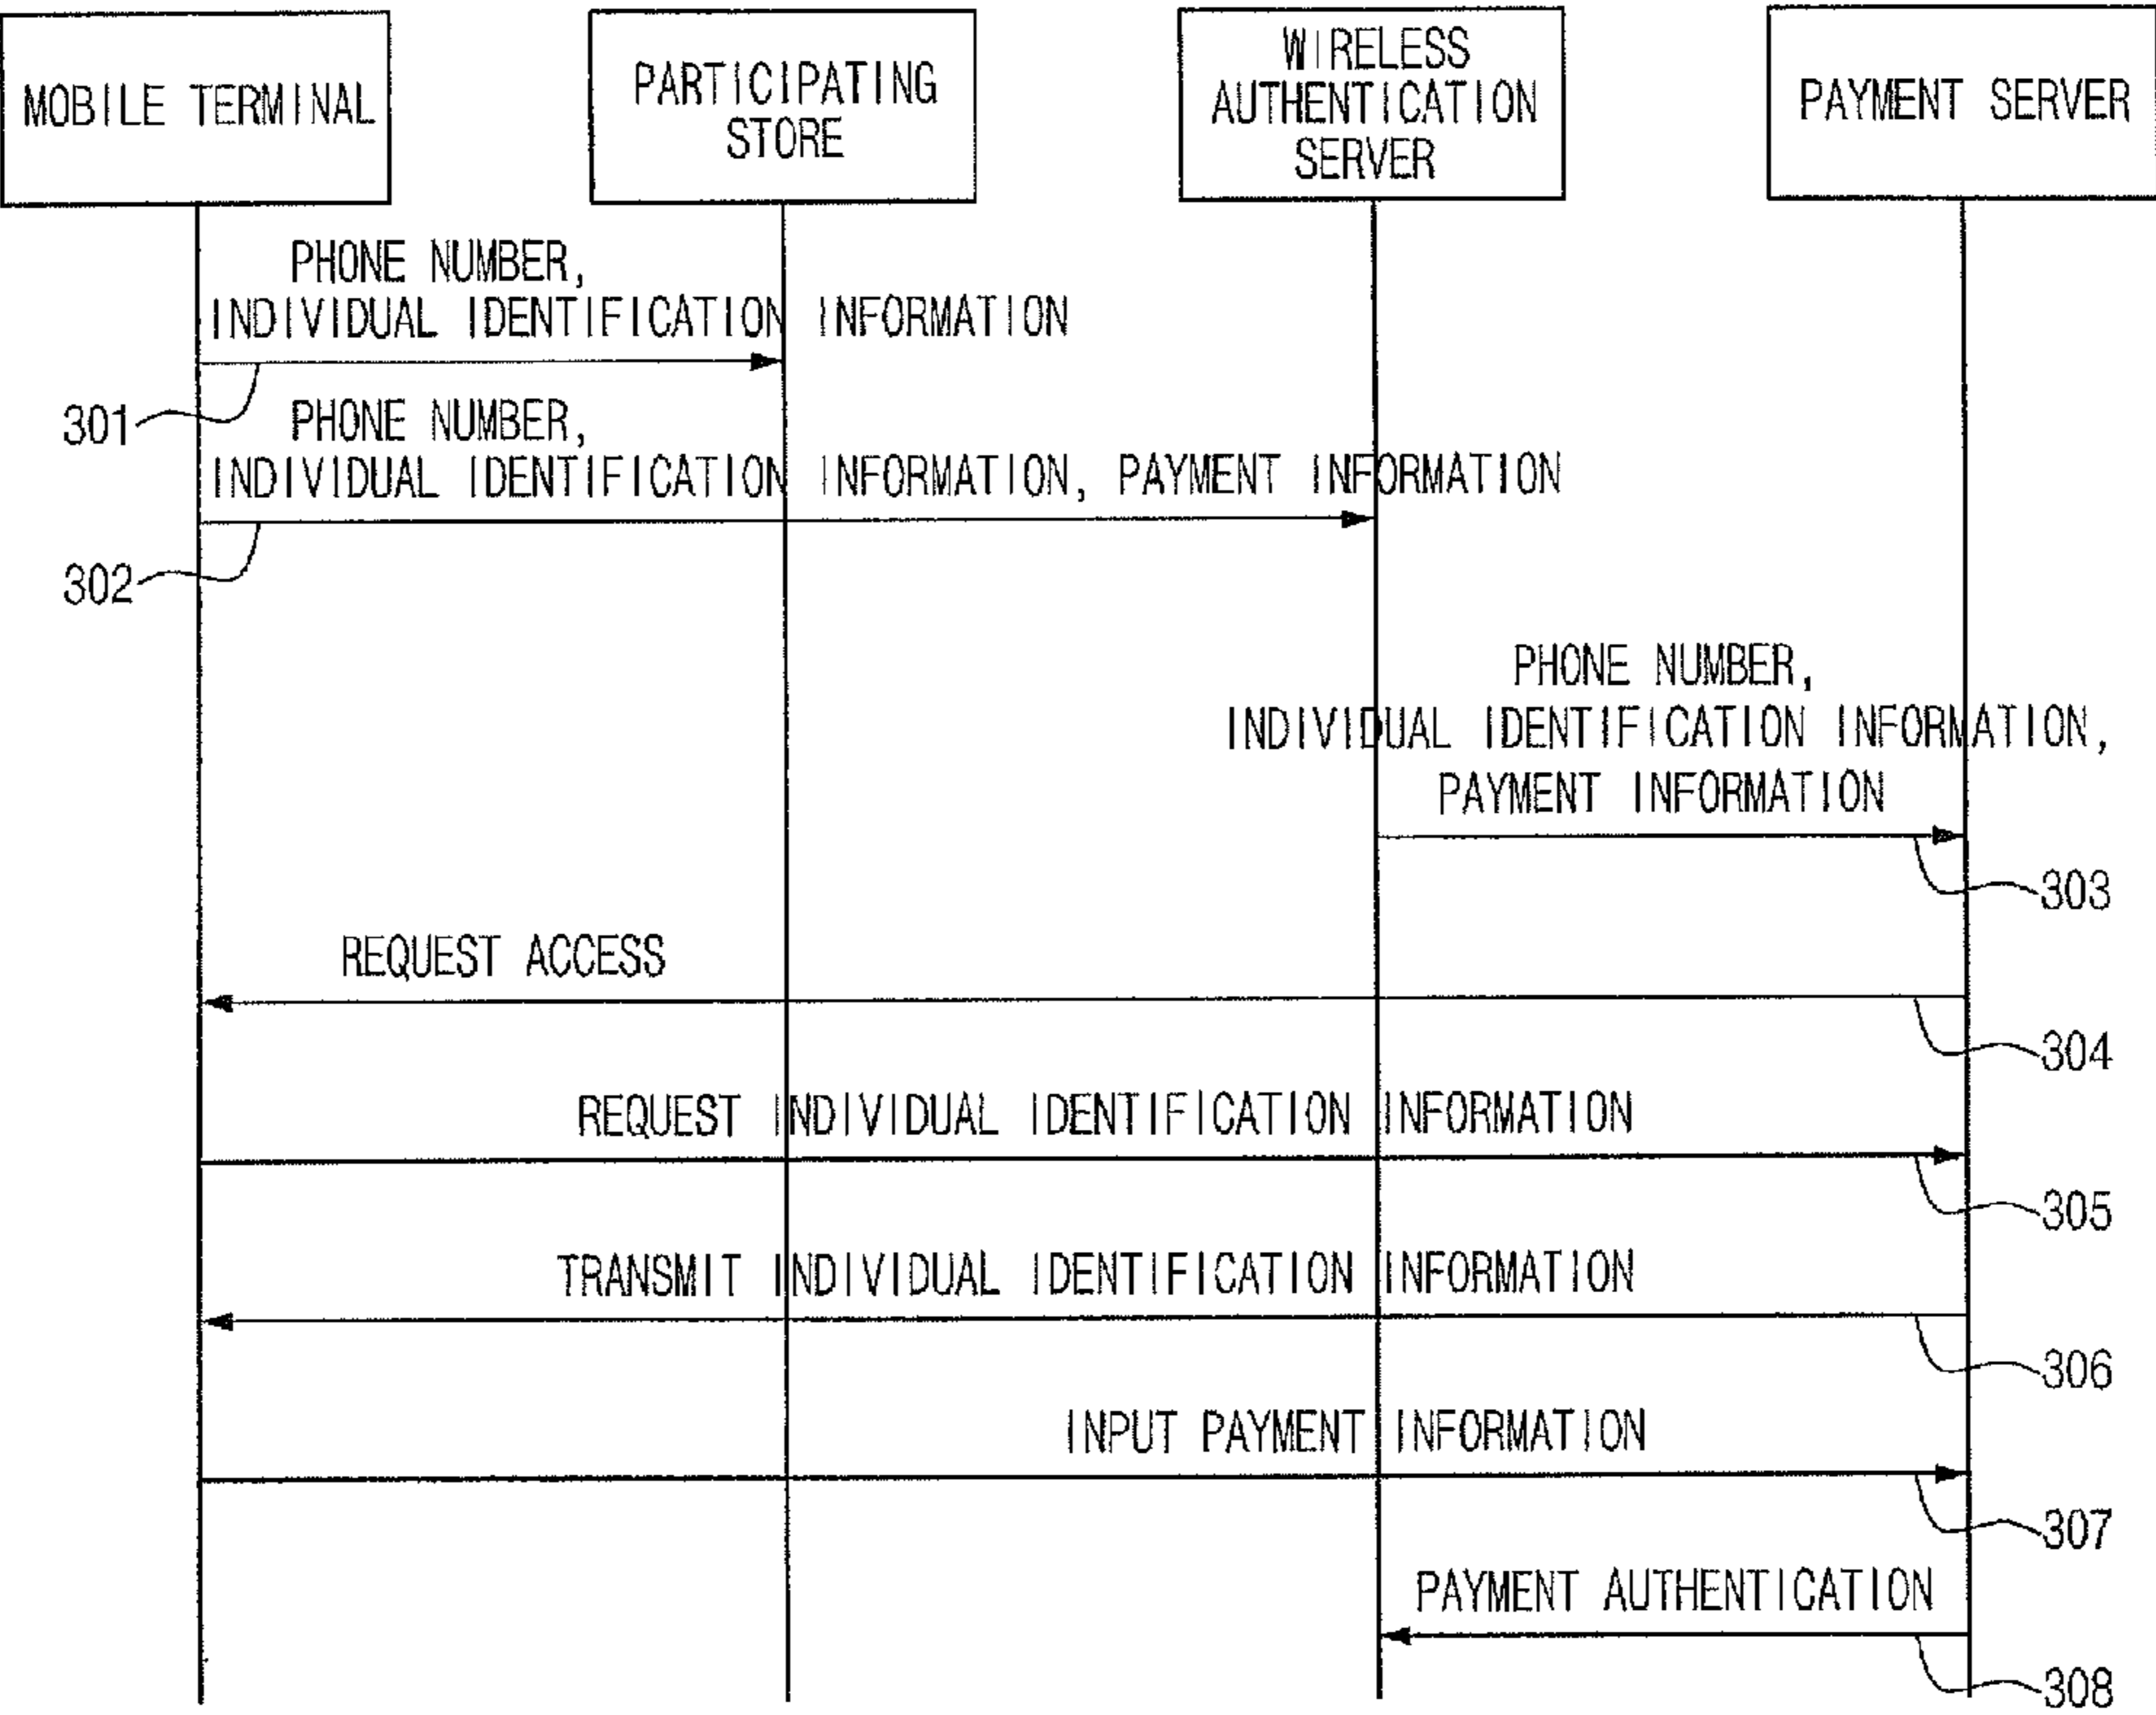 MOBILE TERMINAL
PARTICIPATING
STORE
WIRELESS
AUTHENTICATION
SERVER
PAYMENT SERVER
PHONE NUMBER,
INDIVIDUAL IDENTIFICATION INFORMATION
301
PHONE NUMBER,
INDIVIDUAL IDENTIFICATION INFORMATION, PAYMENT INFORMATION
302
PHONE NUMBER,
INDIVIDUAL IDENTIFICATION INFORMATION,
PAYMENT INFORMATION
303
REQUEST ACCESS
304
REQUEST INDIVIDUAL IDENTIFICATION INFORMATION
305
TRANSMIT INDIVIDUAL IDENTIFICATION INFORMATION
306
INPUT PAYMENT INFORMATION
307
PAYMENT AUTHENTICATION
308